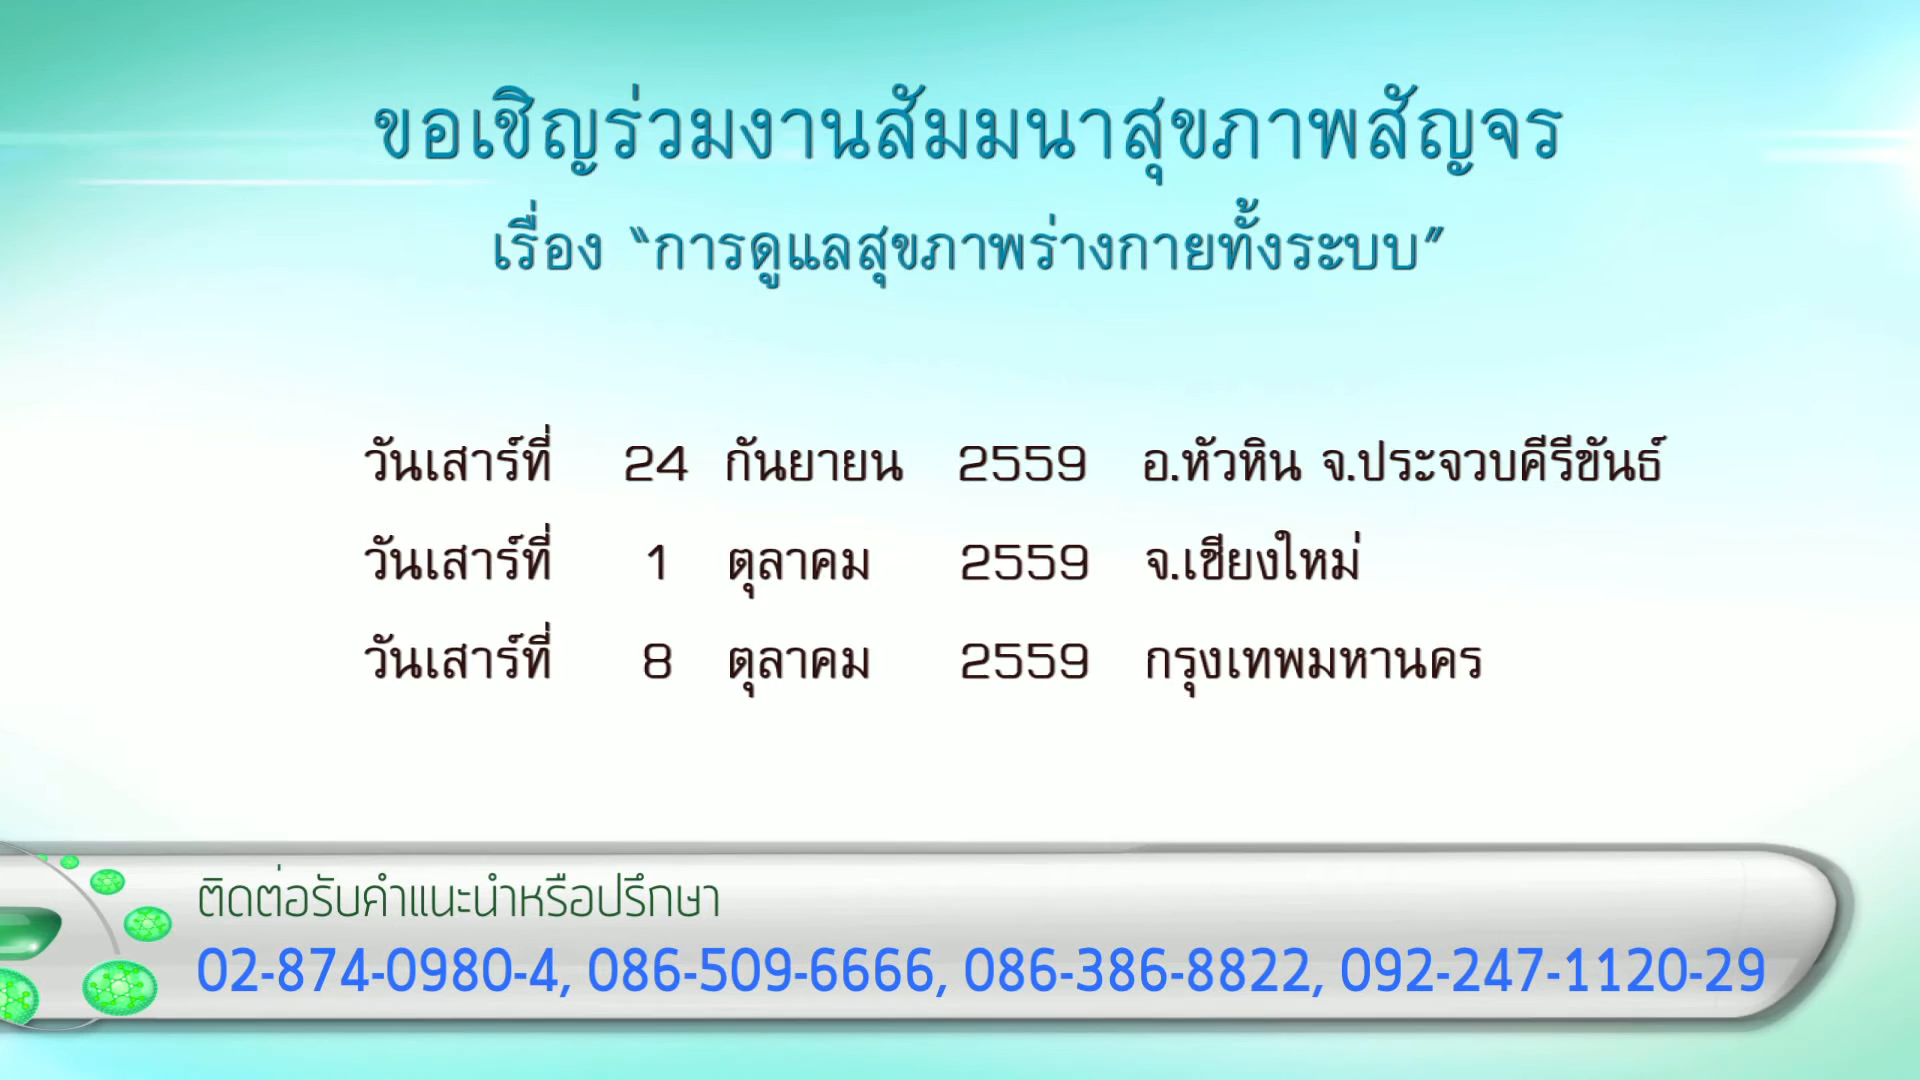 ขอเชิญร่วมงานสัมมนาสุขภาพสัญจร
เรื่อง "การดูแลสุขภาพร่างกายทั้งระบบ"
วันเสาร์ที่ 24 กันยายน 2559 อ.หัวหิน จ.ประจวบคีรีขันธ์
วันเสาร์ที่ 1 ตุลาคม 2559 จ.เชียงใหม่
วันเสาร์ที่ 8 ตุลาคม 2559 กรุงเทพมหานคร
ติดต่อรับคำแนะนำหรือปรึกษา
02-874-0980-4, 086-509-6666, 086-386-8822, 092-247-1120-29